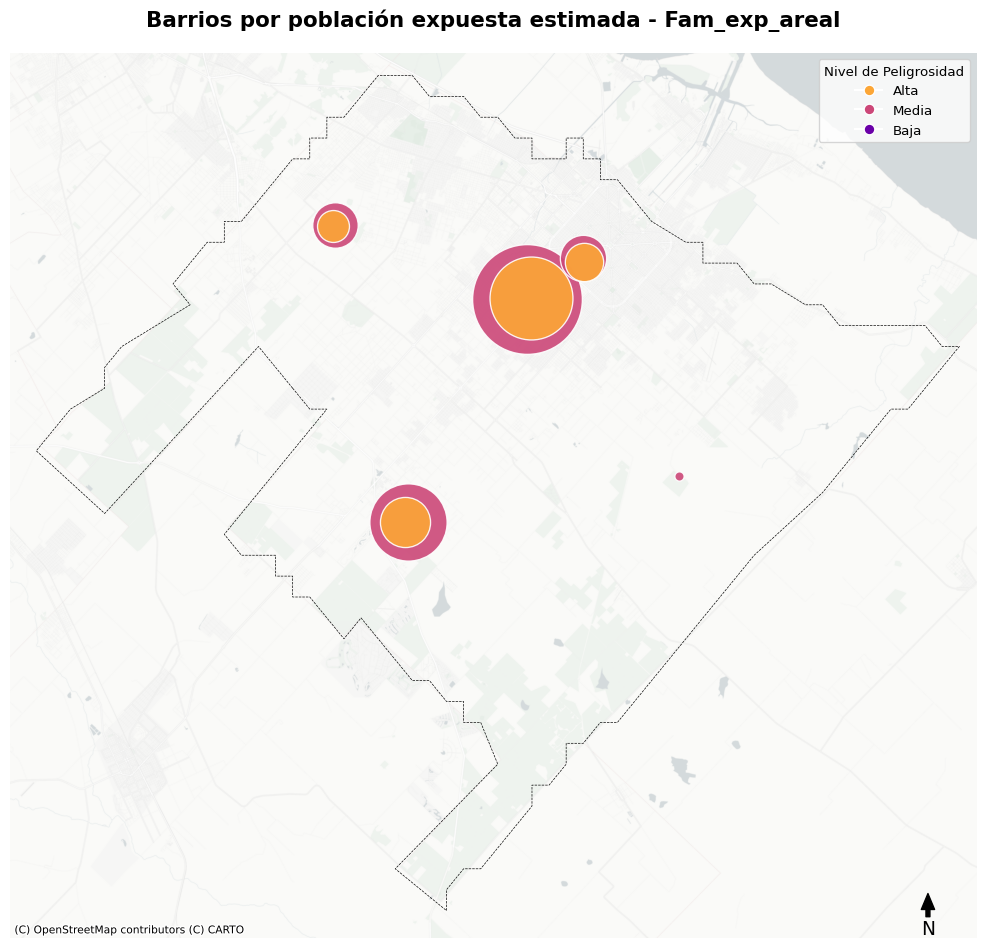 Barrios por población expuesta estimada - Fam_exp_areal
Nivel de Peligrosidad
Alta
Media
Baja
(C) OpenStreetMap contributors (C) CARTO
N